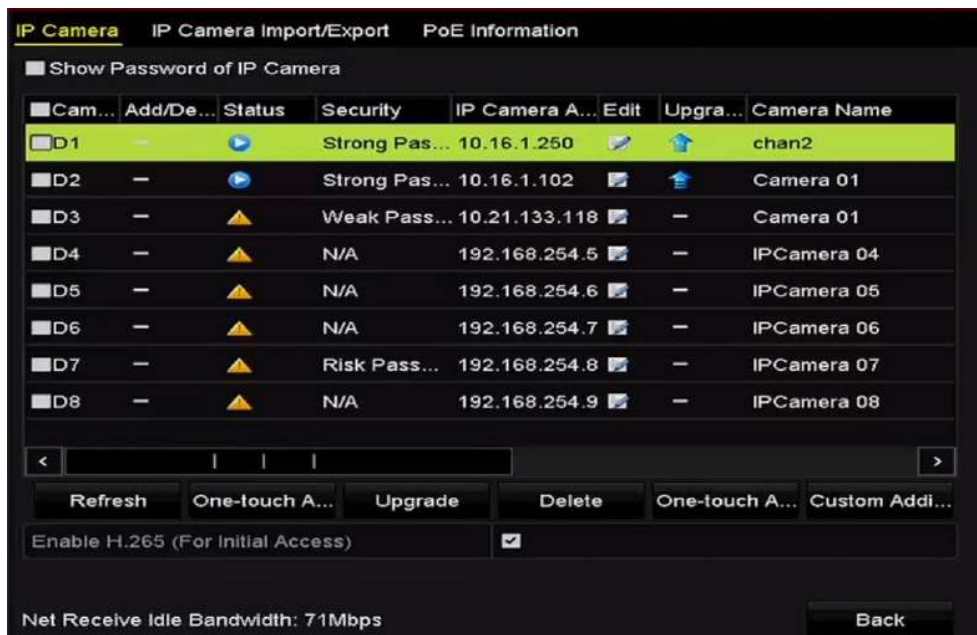 IP Camera IP Camera Import/Export PoE Information
Show Password of IP Camera
Cam... Add/De... Status Security IP Camera A... Edit Upgra... Camera Name
D1 — Strong Pas... 10.16.1.250 chan2
D2 — Strong Pas... 10.16.1.102 Camera 01
D3 — Weak Pass... 10.21.133.118 — Camera 01
D4 — N/A 192.168.254.5 — IPCamera 04
D5 — N/A 192.168.254.6 — IPCamera 05
D6 — N/A 192.168.254.7 — IPCamera 06
D7 — Risk Pass... 192.168.254.8 — IPCamera 07
D8 — N/A 192.168.254.9 — IPCamera 08
Refresh One-touch A... Upgrade Delete One-touch A... Custom Addi...
Enable H.265 (For Initial Access)
Net Receive Idle Bandwidth: 71Mbps Back